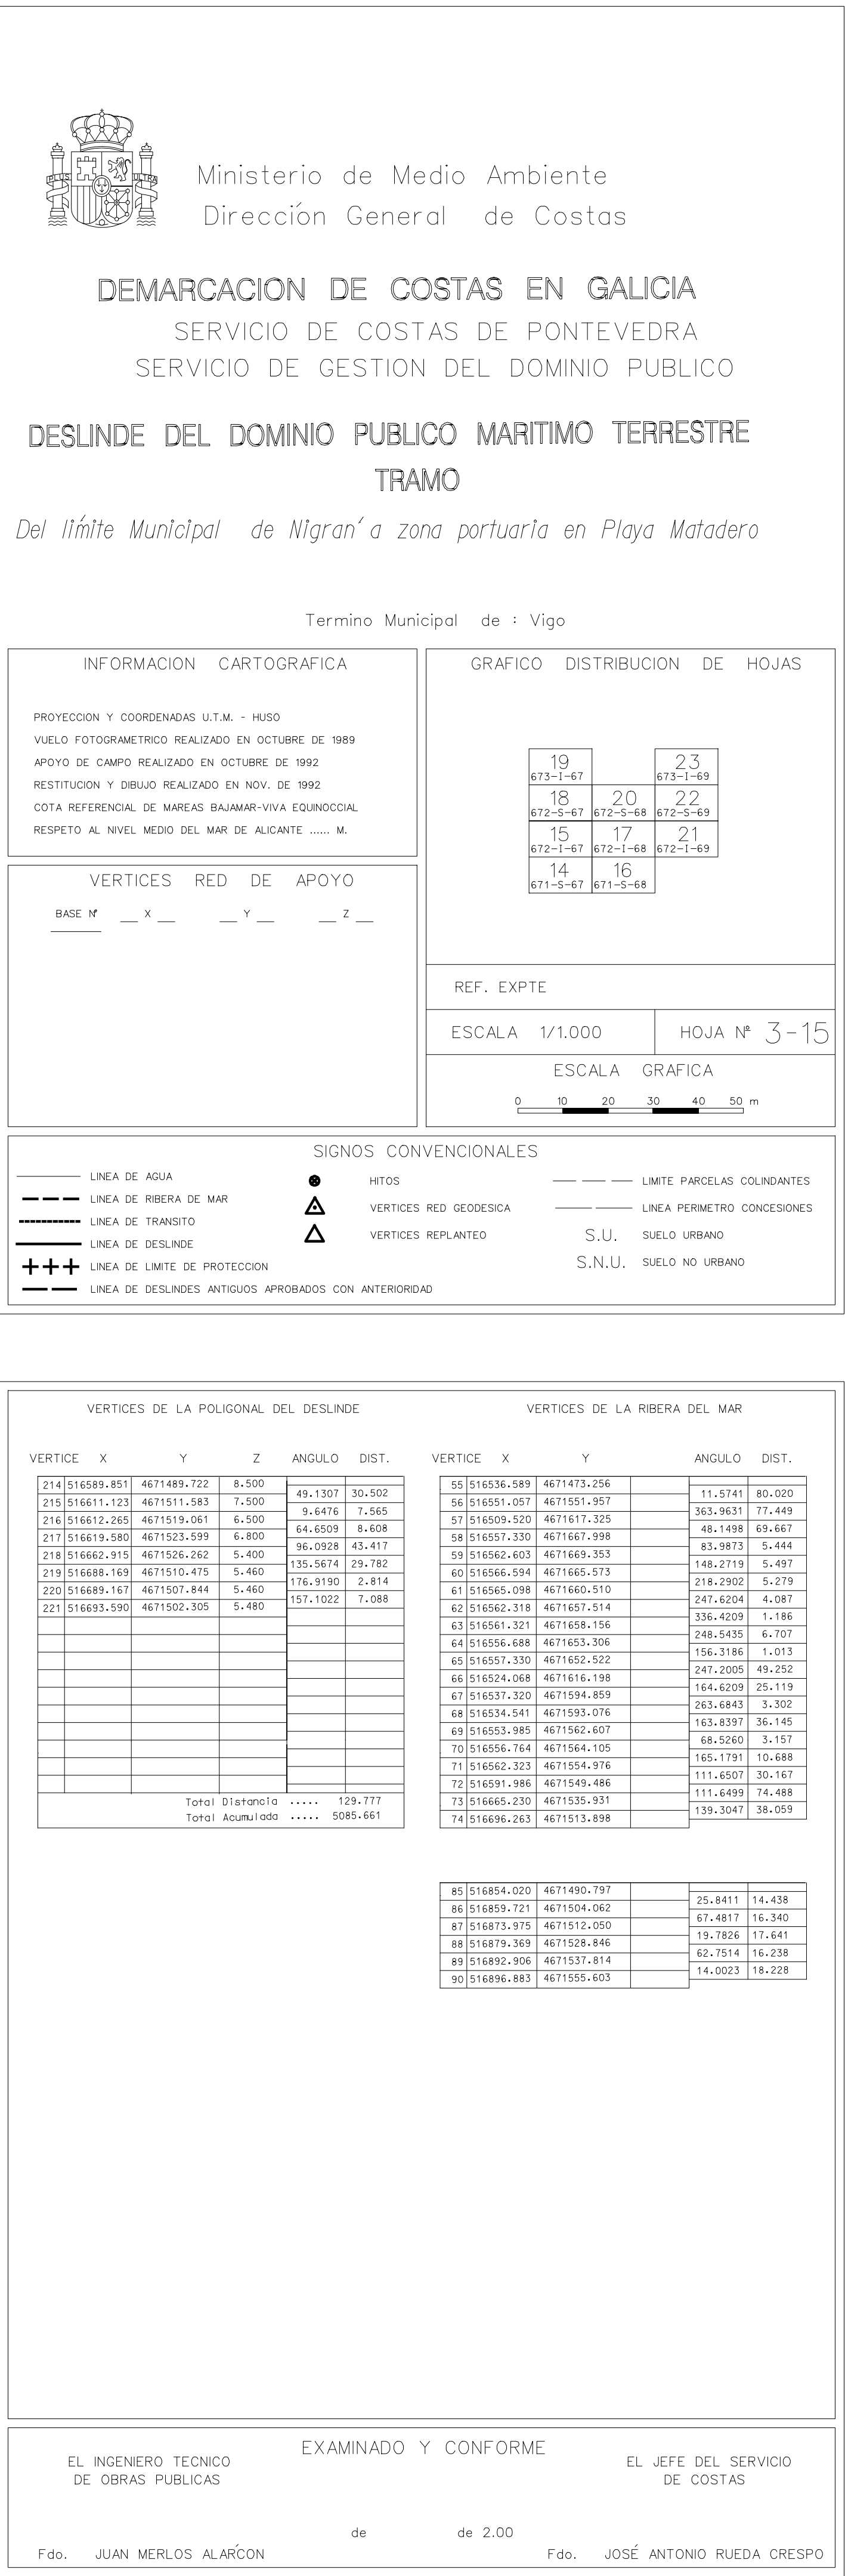 PLUS ULTRA
Ministerio de Medio Ambiente
Dirección General de Costas
DEMARCACION DE COSTAS EN GALICIA
SERVICIO DE COSTAS DE PONTEVEDRA
SERVICIO DE GESTION DEL DOMINIO PUBLICO
DESLINDE DEL DOMINIO PUBLICO MARITIMO TERRESTRE
TRAMO
Del límite Municipal de Nigran´ a zona portuaria en Playa Matadero
Termino Municipal de : Vigo
INFORMACION CARTOGRAFICA
PROYECCION Y COORDENADAS U.T.M. - HUSO
VUELO FOTOGRAMETRICO REALIZADO EN OCTUBRE DE 1989
APOYO DE CAMPO REALIZADO EN OCTUBRE DE 1992
RESTITUCION Y DIBUJO REALIZADO EN NOV. DE 1992
COTA REFERENCIAL DE MAREAS BAJAMAR-VIVA EQUINOCCIAL
RESPETO AL NIVEL MEDIO DEL MAR DE ALICANTE ...... M.
VERTICES RED DE APOYO
BASE Nº ___ X ___ ___ Y ___ ___ Z ___
GRAFICO DISTRIBUCION DE HOJAS
19 23
673-I-67 673-I-69
18 20 22
672-S-67 672-S-68 672-S-69
15 17 21
672-I-67 672-I-68 672-I-69
14 16
671-S-67 671-S-68
REF. EXPTE
ESCALA 1/1.000 HOJA Nº 3-15
ESCALA GRAFICA
0 10 20 30 40 50 m
SIGNOS CONVENCIONALES
LINEA DE AGUA
LINEA DE RIBERA DE MAR
LINEA DE TRANSITO
LINEA DE DESLINDE
LINEA DE LIMITE DE PROTECCION
LINEA DE DESLINDES ANTIGUOS APROBADOS CON ANTERIORIDAD
HITOS
VERTICES RED GEODESICA
VERTICES REPLANTEO
LIMITE PARCELAS COLINDANTES
LINEA PERIMETRO CONCESIONES
S.U. SUELO URBANO
S.N.U. SUELO NO URBANO
VERTICES DE LA POLIGONAL DEL DESLINDE
VERTICE X Y Z ANGULO DIST.
214 516589.851 4671489.722 8.500
49.1307 30.502
215 516611.123 4671511.583 7.500
9.6476 7.565
216 516612.265 4671519.061 6.500
64.6509 8.608
217 516619.580 4671523.599 6.800
96.0928 43.417
218 516662.915 4671526.262 5.400
135.5674 29.782
219 516688.169 4671510.475 5.460
176.9190 2.814
220 516689.167 4671507.844 5.460
157.1022 7.088
221 516693.590 4671502.305 5.480
Total Distancia ..... 129.777
Total Acumulada ..... 5085.661
VERTICES DE LA RIBERA DEL MAR
VERTICE X Y ANGULO DIST.
55 516536.589 4671473.256
11.5741 80.020
56 516551.057 4671551.957
363.9631 77.449
57 516509.520 4671617.325
48.1498 69.667
58 516557.330 4671667.998
83.9873 5.444
59 516562.603 4671669.353
148.2719 5.497
60 516566.594 4671665.573
218.2902 5.279
61 516565.098 4671660.510
247.6204 4.087
62 516562.318 4671657.514
336.4209 1.186
63 516561.321 4671658.156
248.5435 6.707
64 516556.688 4671653.306
156.3186 1.013
65 516557.330 4671652.522
247.2005 49.252
66 516524.068 4671616.198
164.6209 25.119
67 516537.320 4671594.859
263.6843 3.302
68 516534.541 4671593.076
163.8397 36.145
69 516553.985 4671562.607
68.5260 3.157
70 516556.764 4671564.105
165.1791 10.688
71 516562.323 4671554.976
111.6507 30.167
72 516591.986 4671549.486
111.6499 74.488
73 516665.230 4671535.931
139.3047 38.059
74 516696.263 4671513.898
85 516854.020 4671490.797
25.8411 14.438
86 516859.721 4671504.062
67.4817 16.340
87 516873.975 4671512.050
19.7826 17.641
88 516879.369 4671528.846
62.7514 16.238
89 516892.906 4671537.814
14.0023 18.228
90 516896.883 4671555.603
EXAMINADO Y CONFORME
EL INGENIERO TECNICO
DE OBRAS PUBLICAS
EL JEFE DEL SERVICIO
DE COSTAS
de de 2.00
Fdo. JUAN MERLOS ALARCON
Fdo. JOSÉ ANTONIO RUEDA CRESPO